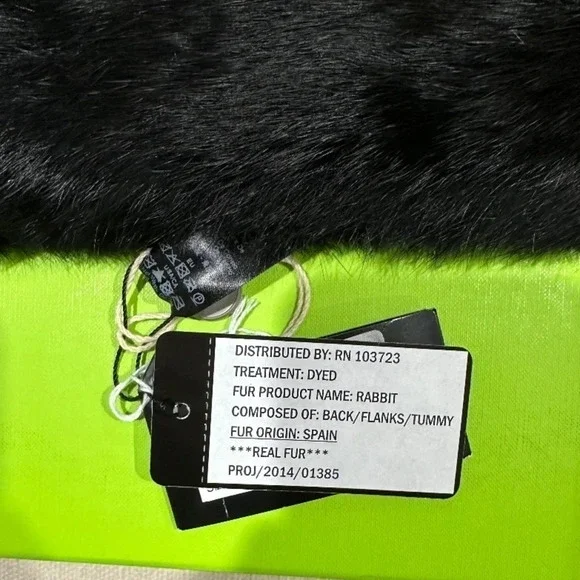 DISTRIBUTED BY: RN 103723
TREATMENT: DYED
FUR PRODUCT NAME: RABBIT
COMPOSED OF: BACK/FLANKS/TUMMY
FUR ORIGIN: SPAIN
***REAL FUR***
PROJ/2014/01385